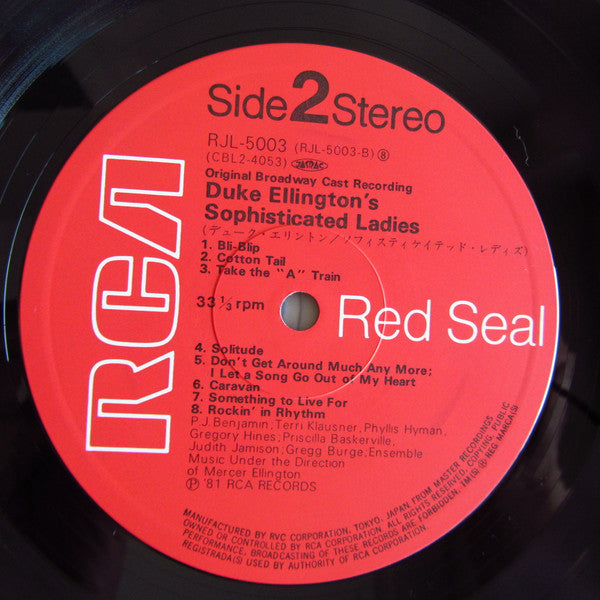 Side 2 Stereo
RJL-5003 (RJL-5003-B) ⑧
(CBL2-4053) JASRAC
Original Broadway Cast Recording
Duke Ellington's
Sophisticated Ladies
(デューク・エリントン/ソフィスティケイテッド・レディズ)
1. Bli-Blip
2. Cotton Tail
3. Take the "A" Train
33 1/3 rpm
RCA
Red Seal
4. Solitude
5. Don't Get Around Much Any More;
I Let a Song Go Out of My Heart
6. Caravan
7. Something to Live For
8. Rockin' in Rhythm
P.J. Benjamin; Terri Klausner, Phyllis Hyman,
Gregory Hines; Priscilla Baskerville,
Judith Jamison; Gregg Burge; Ensemble
Music Under the Direction
of Mercer Ellington
Ⓟ '81 RCA RECORDS
MANUFACTURED BY RVC CORPORATION, TOKYO, JAPAN FROM MASTER RECORDINGS
OWNED OR CONTROLLED BY RCA CORPORATION. ALL RIGHTS RESERVED, COPYING, PUBLIC
PERFORMANCE, BROADCASTING OF THESE RECORDS ARE FORBIDDEN. TM(S) ® REG. MARCA(S)
REGISTRADA(S) USED BY AUTHORITY OF RCA CORPORATION